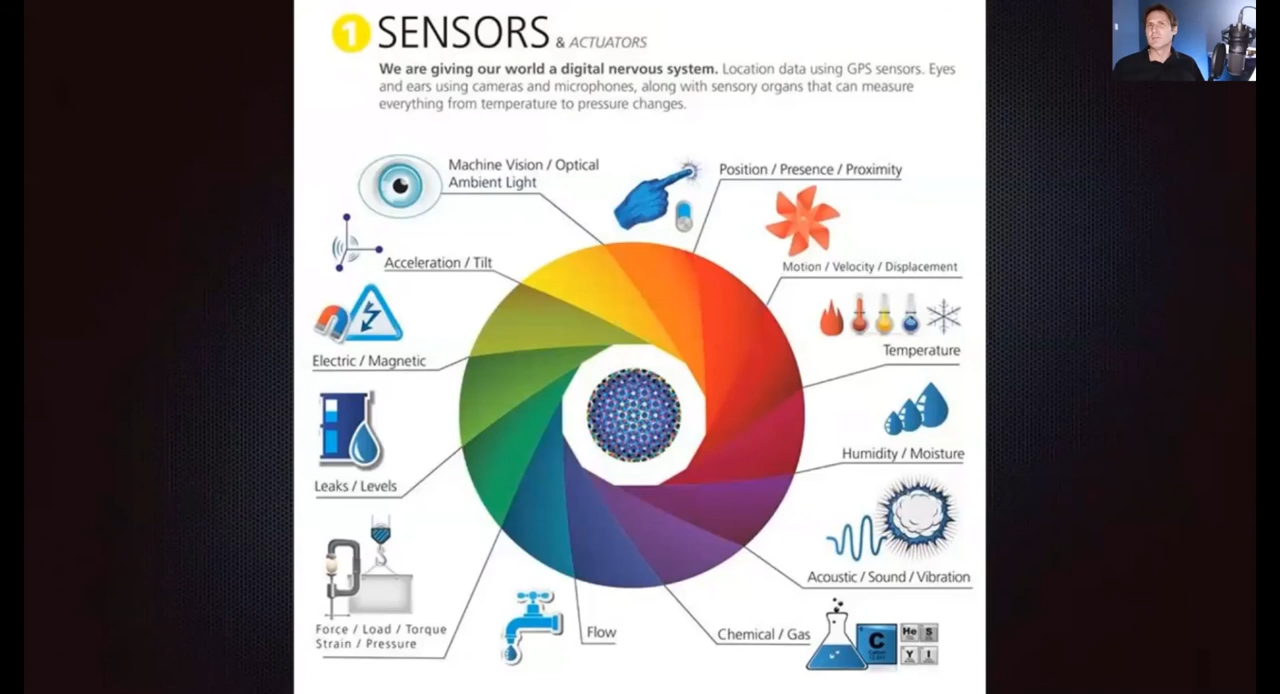 1 SENSORS & ACTUATORS
We are giving our world a digital nervous system. Location data using GPS sensors. Eyes
and ears using cameras and microphones, along with sensory organs that can measure
everything from temperature to pressure changes.
Machine Vision / Optical
Ambient Light
Position / Presence / Proximity
Acceleration / Tilt
Motion / Velocity / Displacement
Electric / Magnetic
Temperature
Leaks / Levels
Humidity / Moisture
Acoustic / Sound / Vibration
Force / Load / Torque
Strain / Pressure
Flow
Chemical / Gas
C
He S
Y I